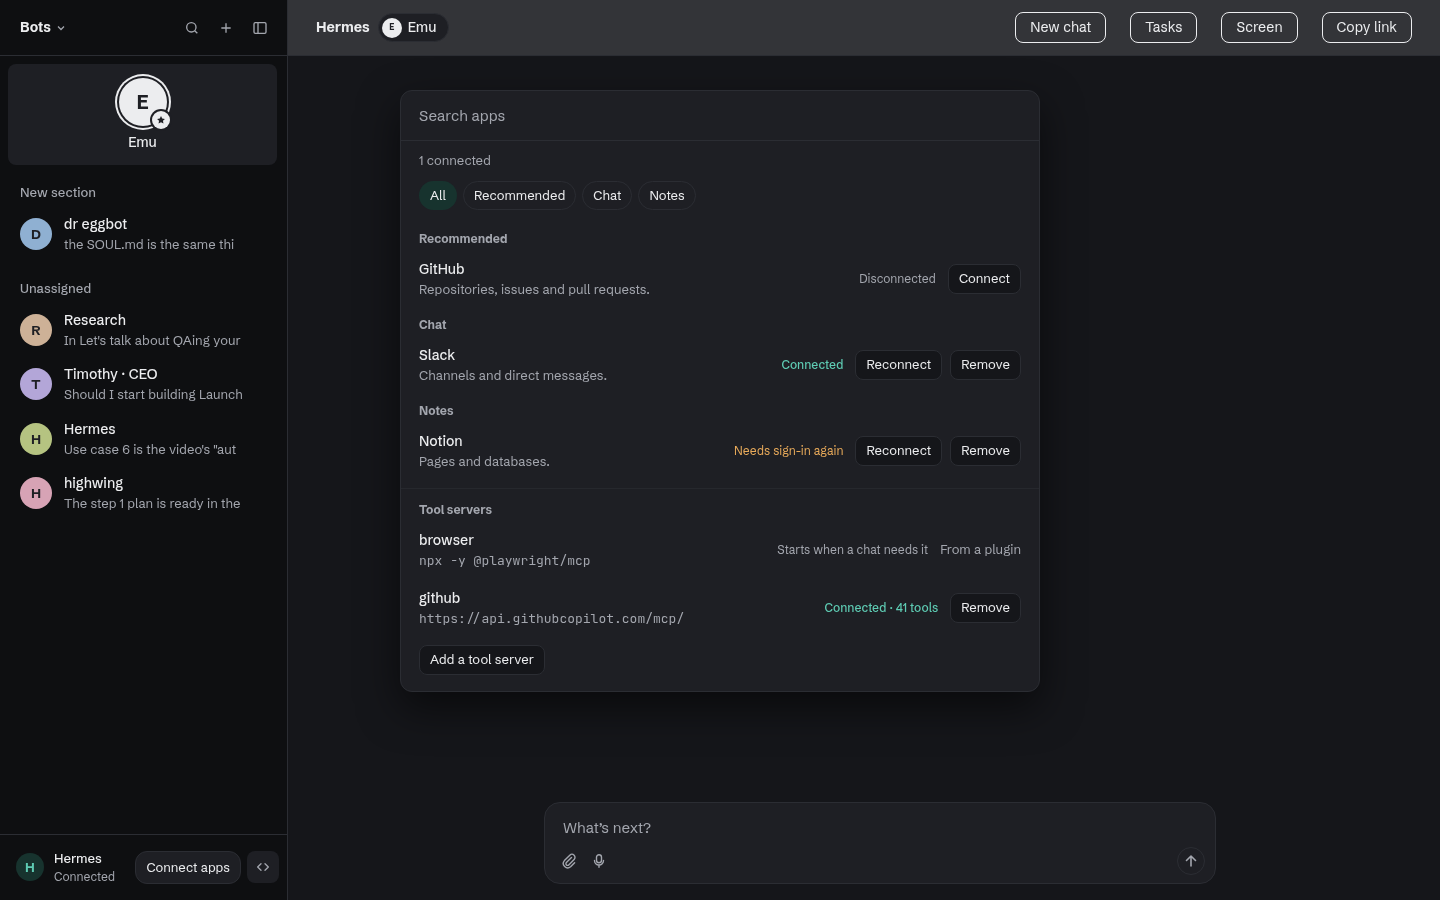 Bots
E
Emu
New section
D
dr eggbot
the SOUL.md is the same thi
Unassigned
R
Research
In Let's talk about QAing your
T
Timothy · CEO
Should I start building Launch
H
Hermes
Use case 6 is the video's "aut
H
highwing
The step 1 plan is ready in the
H
Hermes
Connected
Connect apps
Hermes
E
Emu
New chat
Tasks
Screen
Copy link
Search apps
1 connected
All
Recommended
Chat
Notes
Recommended
GitHub
Repositories, issues and pull requests.
Disconnected
Connect
Chat
Slack
Channels and direct messages.
Connected
Reconnect
Remove
Notes
Notion
Pages and databases.
Needs sign-in again
Reconnect
Remove
Tool servers
browser
npx -y @playwright/mcp
Starts when a chat needs it
From a plugin
github
https://api.githubcopilot.com/mcp/
Connected · 41 tools
Remove
Add a tool server
What's next?